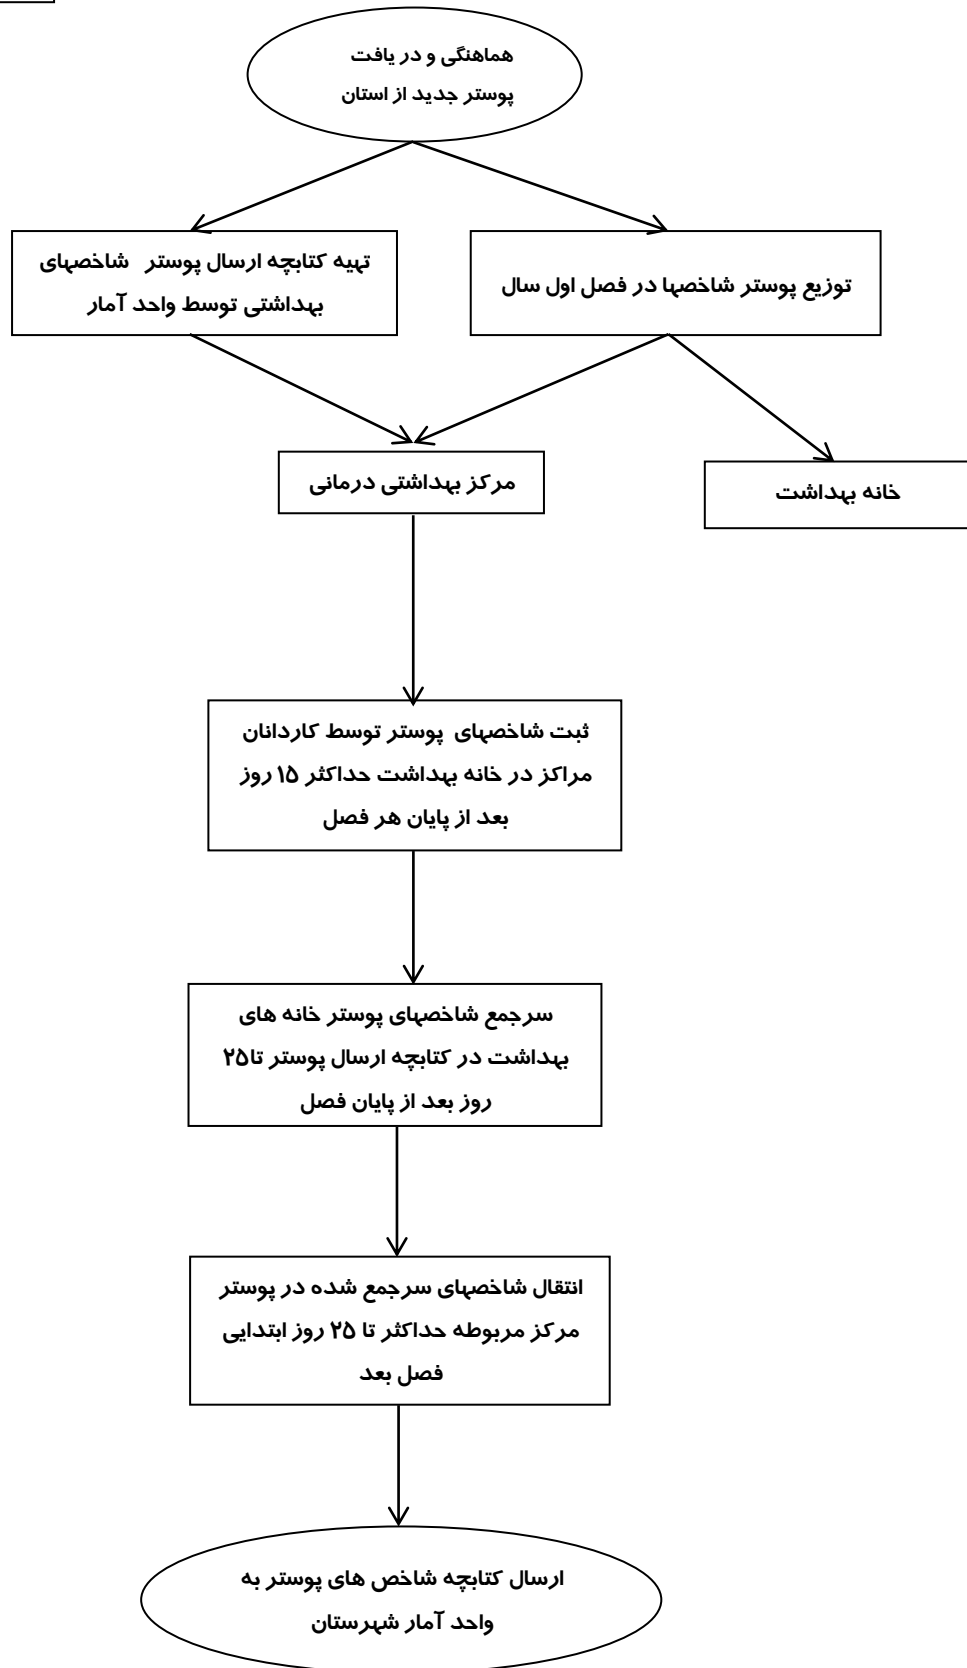 هماهنگی و در یافت
پوستر جدید از استان
توزیع پوستر شاخصها در فصل اول سال
تهیه کتابچه ارسال پوستر شاخصهای
بهداشتی توسط واحد آمار
مرکز بهداشتی درمانی
خانه بهداشت
ثبت شاخصهای پوستر توسط کاردانان
مراکز در خانه بهداشت حداکثر ۱۵ روز
بعد از پایان هر فصل
سرجمع شاخصهای پوستر خانه های
بهداشت در کتابچه ارسال پوستر تا۲۵
روز بعد از پایان فصل
انتقال شاخصهای سرجمع شده در پوستر
مرکز مربوطه حداکثر تا ۲۵ روز ابتدایی
فصل بعد
ارسال کتابچه شاخص های پوستر به
واحد آمار شهرستان